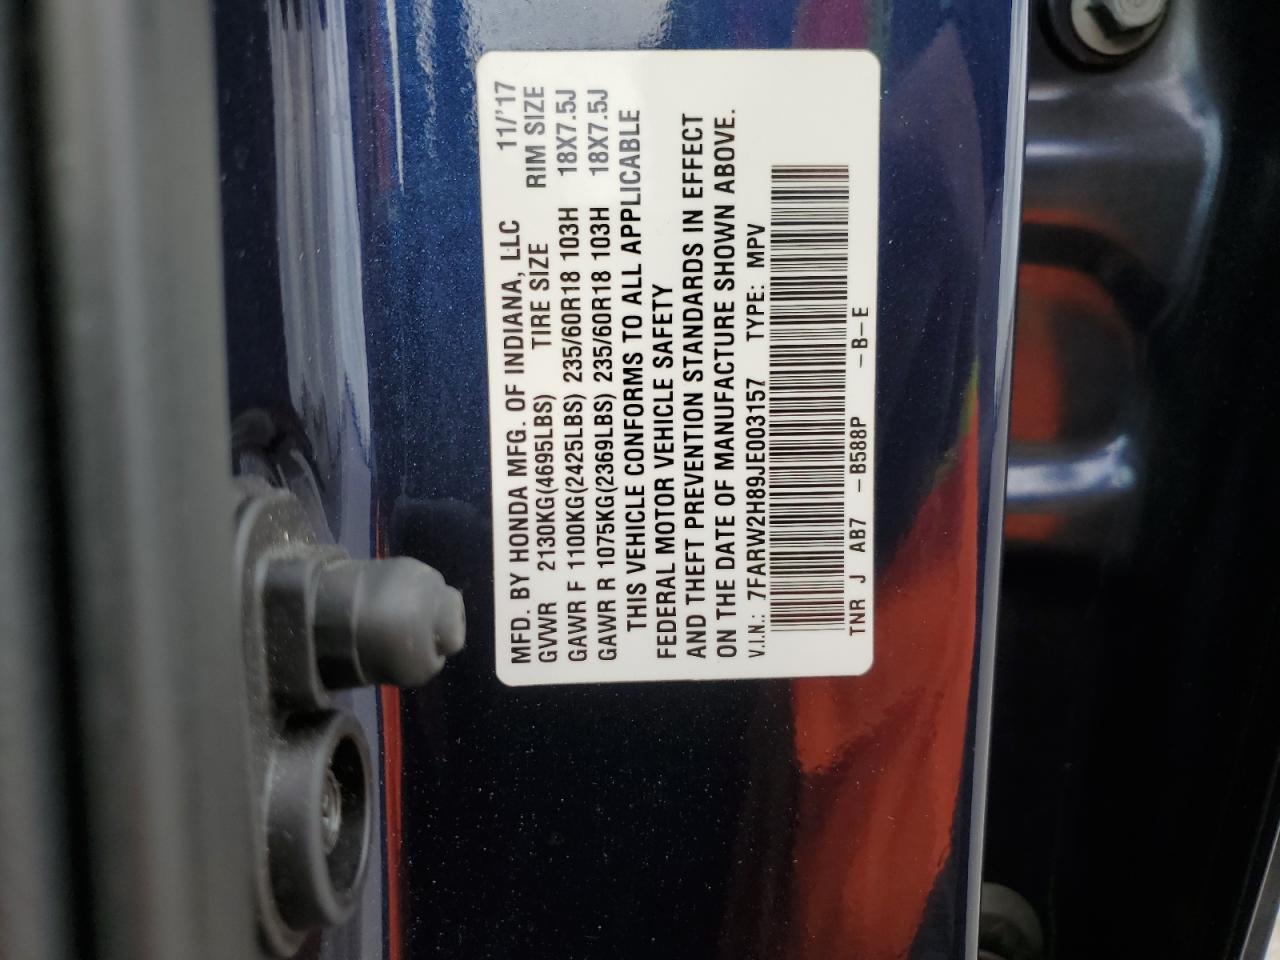 MFD. BY HONDA MFG. OF INDIANA, LLC 11/'17
GVWR 2130KG(4695LBS) TIRE SIZE RIM SIZE
GAWR F 1100KG(2425LBS) 235/60R18 103H 18X7.5J
GAWR R 1075KG(2369LBS) 235/60R18 103H 18X7.5J
THIS VEHICLE CONFORMS TO ALL APPLICABLE
FEDERAL MOTOR VEHICLE SAFETY
AND THEFT PREVENTION STANDARDS IN EFFECT
ON THE DATE OF MANUFACTURE SHOWN ABOVE.
V.I.N.: 7FARW2H89JE003157 TYPE: MPV
TNR J AB7 -B588P -B-E